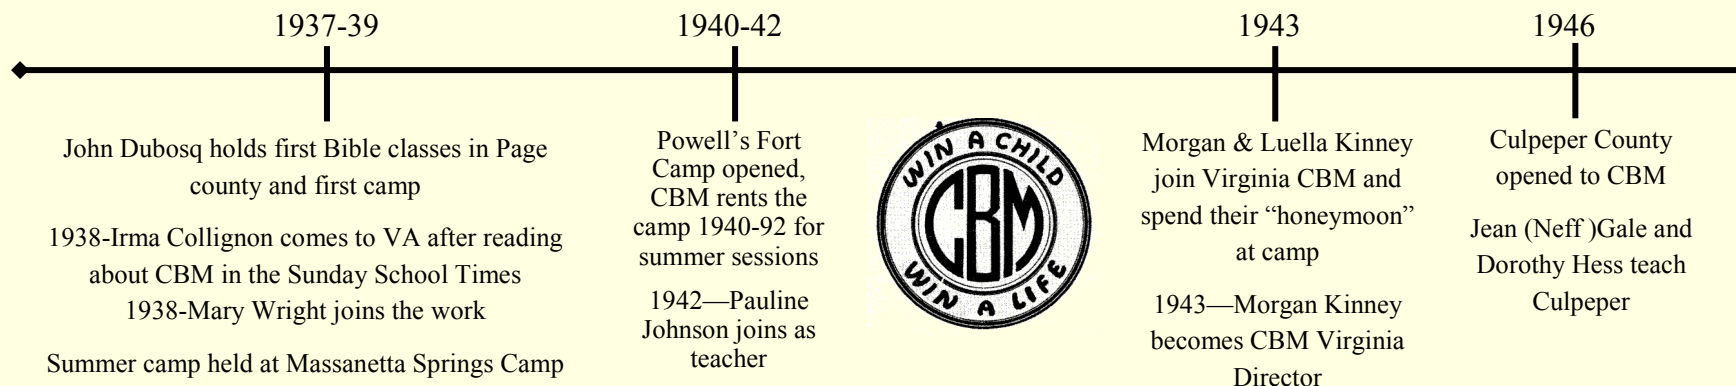 1937-39
John Dubosq holds first Bible classes in Page
county and first camp
1938-Irma Collignon comes to VA after reading
about CBM in the Sunday School Times
1938-Mary Wright joins the work
Summer camp held at Massanetta Springs Camp
1940-42
Powell’s Fort
Camp opened,
CBM rents the
camp 1940-92 for
summer sessions
1942—Pauline
Johnson joins as
teacher
WIN A CHILD
CBM
WIN A LIFE
1943
Morgan & Luella Kinney
join Virginia CBM and
spend their “honeymoon”
at camp
1943—Morgan Kinney
becomes CBM Virginia
Director
1946
Culpeper County
opened to CBM
Jean (Neff )Gale and
Dorothy Hess teach
Culpeper